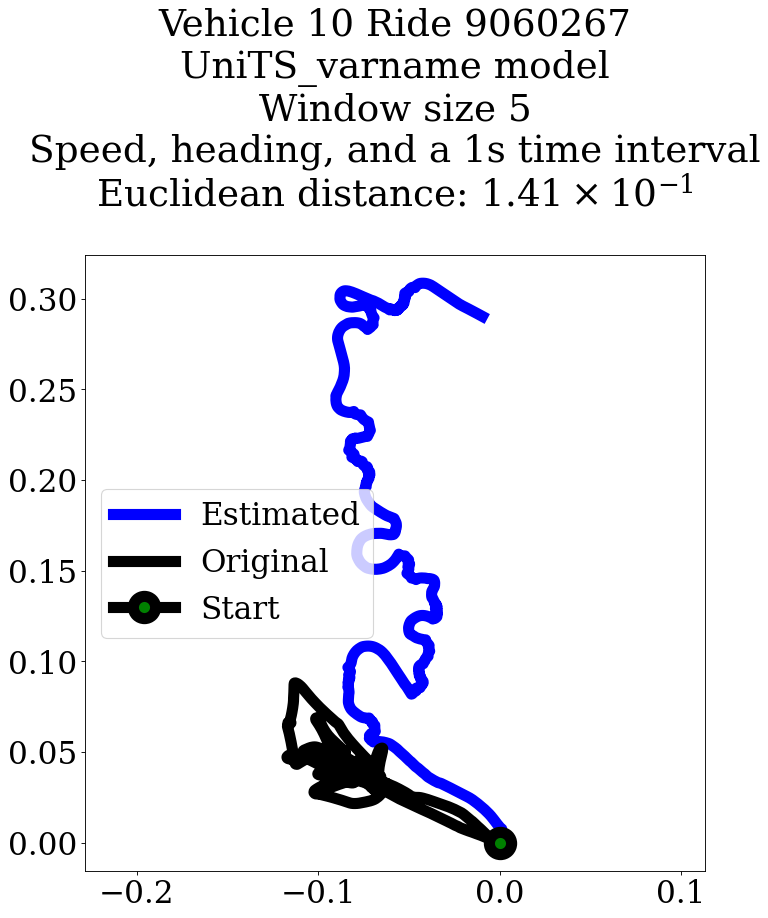 Vehicle 10 Ride 9060267
UniTS_varname model
Window size 5
Speed, heading, and a 1s time interval
Euclidean distance: 1.41 × 10⁻¹
0.30
0.25
0.20
0.15
0.10
0.05
0.00
Estimated
Original
Start
−0.2 −0.1 0.0 0.1